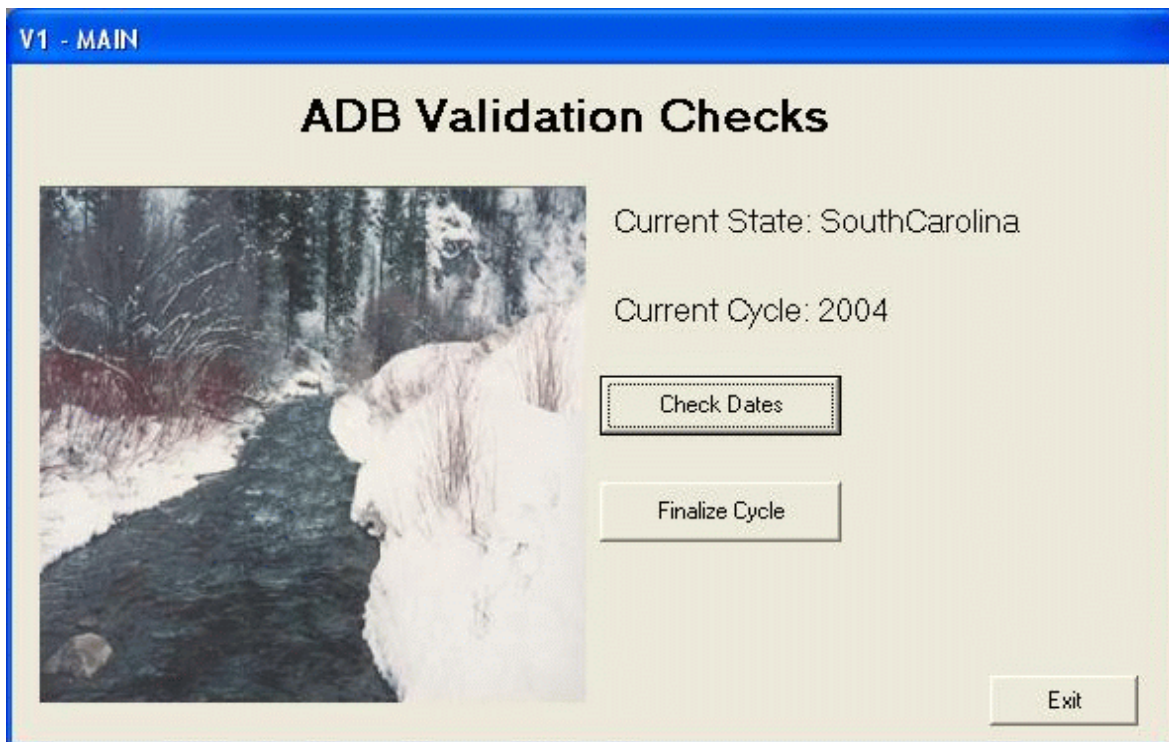 V1 - MAIN
ADB Validation Checks
Current State: SouthCarolina
Current Cycle: 2004
Check Dates
Finalize Cycle
Exit